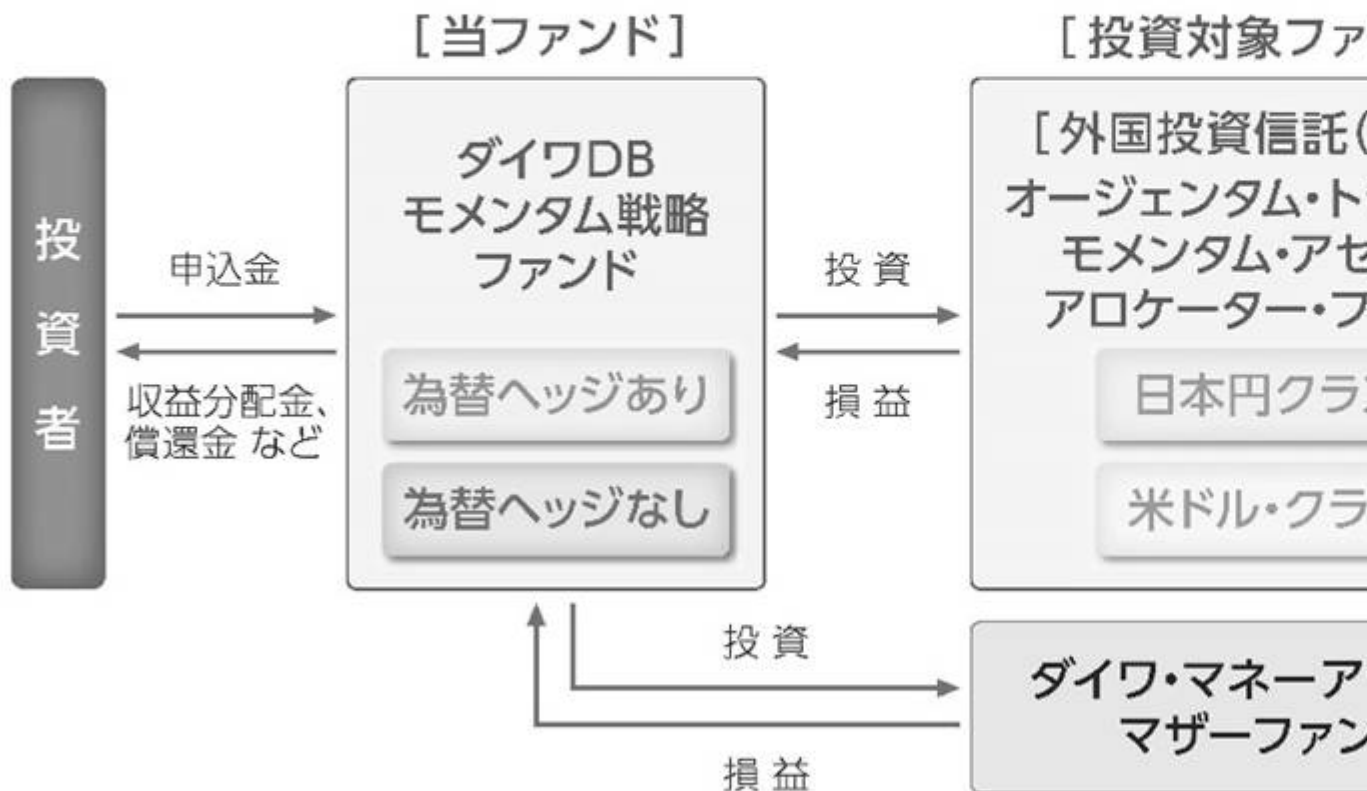 [当ファンド]
[投資対象ファ
投資者
ダイワDB
モメンタム戦略
ファンド
為替ヘッジあり
為替ヘッジなし
申込金
収益分配金、
償還金 など
投資
損益
[外国投資信託(
オージェンタム・ト
モメンタム・アセ
アロケーター・フ
日本円クラ
米ドル・クラ
投資
損益
ダイワ・マネーア
マザーファン